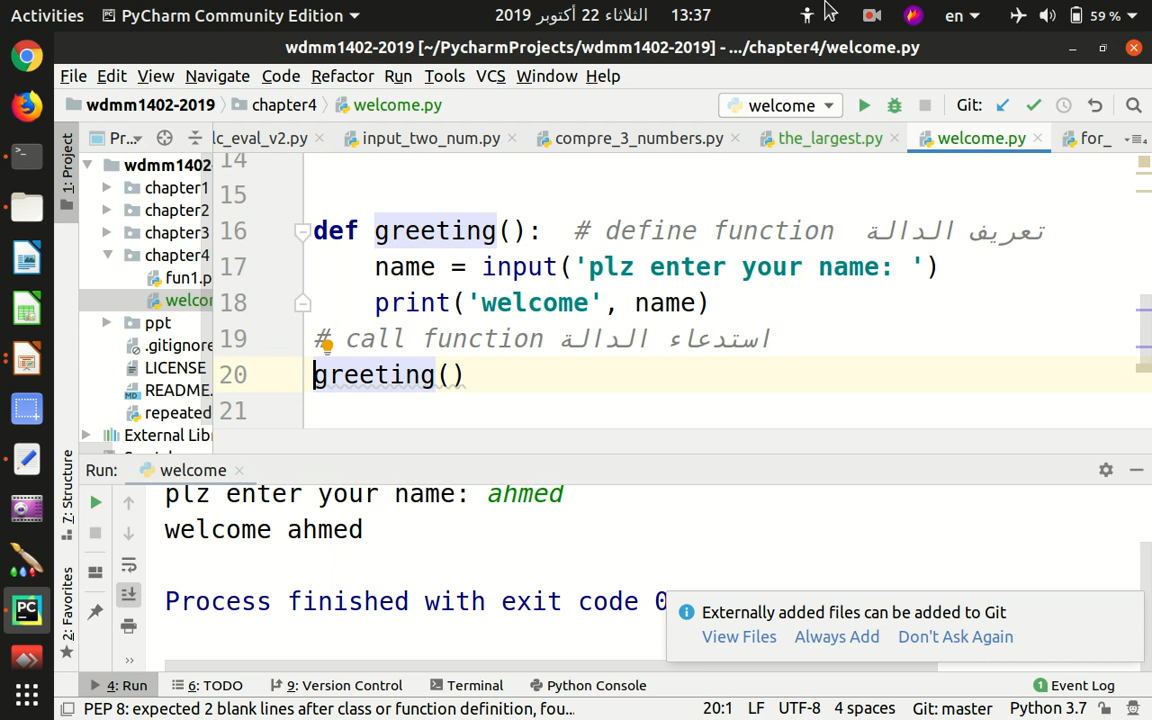 Activities PyCharm Community Edition 2019 الثلاثاء 22 أكتوبر 13:37 en 59 %
wdmm1402-2019 [~/PycharmProjects/wdmm1402-2019] - .../chapter4/welcome.py
File Edit View Navigate Code Refactor Run Tools VCS Window Help
wdmm1402-2019 chapter4 welcome.py welcome Git:
1: Project Pr... lc_eval_v2.py input_two_num.py compre_3_numbers.py the_largest.py welcome.py for_
wdmm1402
chapter1
chapter2
chapter3
chapter4
fun1.p
welcor
ppt
.gitignore
LICENSE
README.
repeated
External Lib
14
15
16 def greeting(): # define function تعريف الدالة
17 name = input('plz enter your name: ')
18 print('welcome', name)
19 # call function استدعاء الدالة
20 greeting()
21
7: Structure
2: Favorites
Run: welcome
plz enter your name: ahmed
welcome ahmed
Process finished with exit code 0
Externally added files can be added to Git
View Files Always Add Don't Ask Again
4: Run 6: TODO 9: Version Control Terminal Python Console 1 Event Log
PEP 8: expected 2 blank lines after class or function definition, fou... 20:1 LF UTF-8 4 spaces Git: master Python 3.7